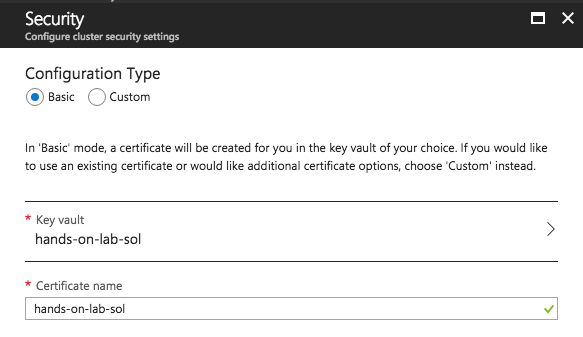 Security
Configure cluster security settings
Configuration Type
Basic Custom
In 'Basic' mode, a certificate will be created for you in the key vault of your choice. If you would like
to use an existing certificate or would like additional certificate options, choose 'Custom' instead.
* Key vault
hands-on-lab-sol
* Certificate name
hands-on-lab-sol